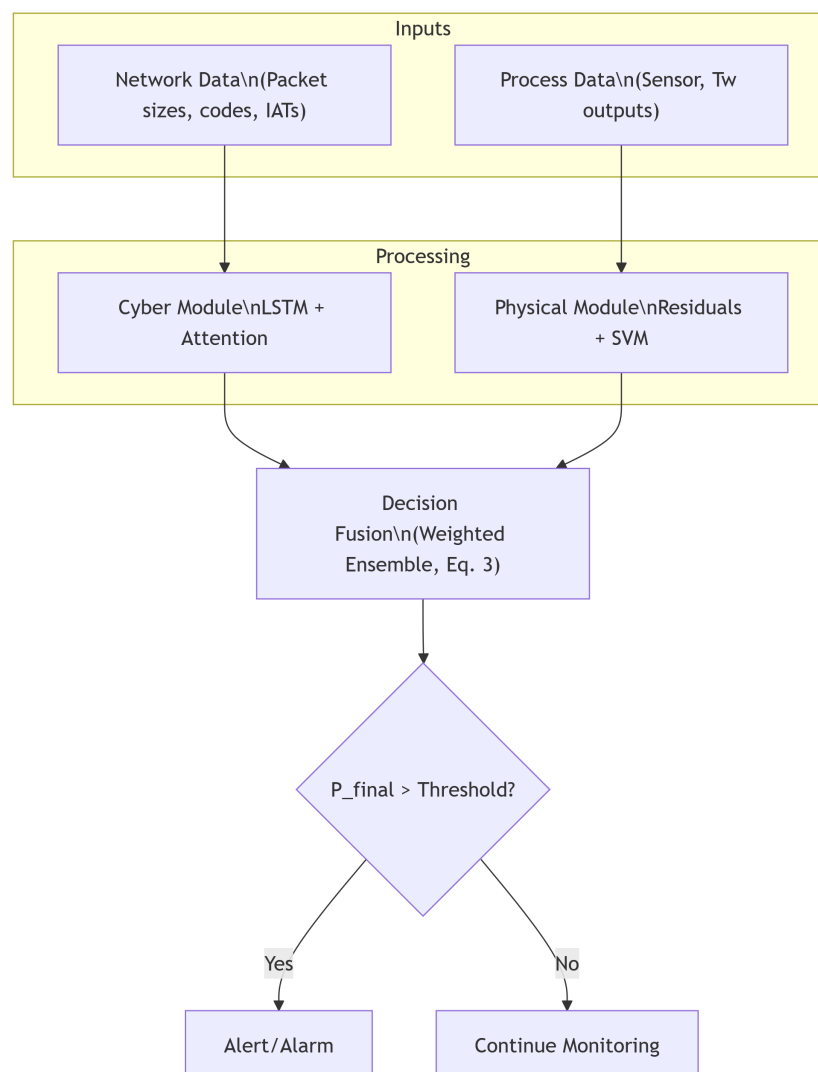 Inputs
Network Data\n(Packet
sizes, codes, IATs)
Process Data\n(Sensor, Tw
outputs)
Processing
Cyber Module\nLSTM +
Attention
Physical Module\nResiduals
+ SVM
Decision
Fusion\n(Weighted
Ensemble, Eq. 3)
P_final > Threshold?
Yes
No
Alert/Alarm
Continue Monitoring